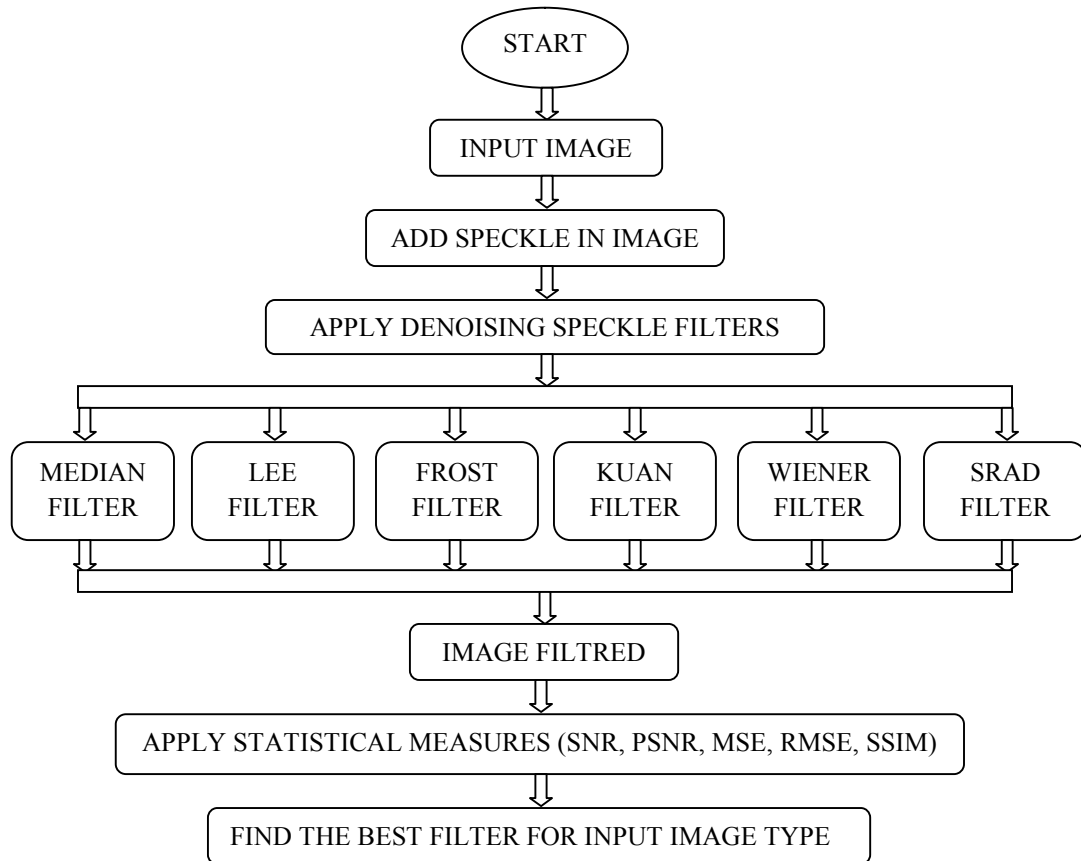 START
INPUT IMAGE
ADD SPECKLE IN IMAGE
APPLY DENOISING SPECKLE FILTERS
MEDIAN
FILTER
LEE
FILTER
FROST
FILTER
KUAN
FILTER
WIENER
FILTER
SRAD
FILTER
IMAGE FILTRED
APPLY STATISTICAL MEASURES (SNR, PSNR, MSE, RMSE, SSIM)
FIND THE BEST FILTER FOR INPUT IMAGE TYPE